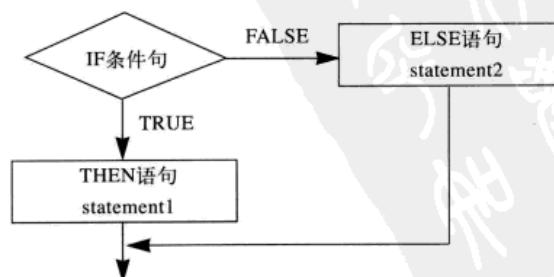 IF条件句
FALSE
ELSE语句
statement2
TRUE
THEN语句
statement1